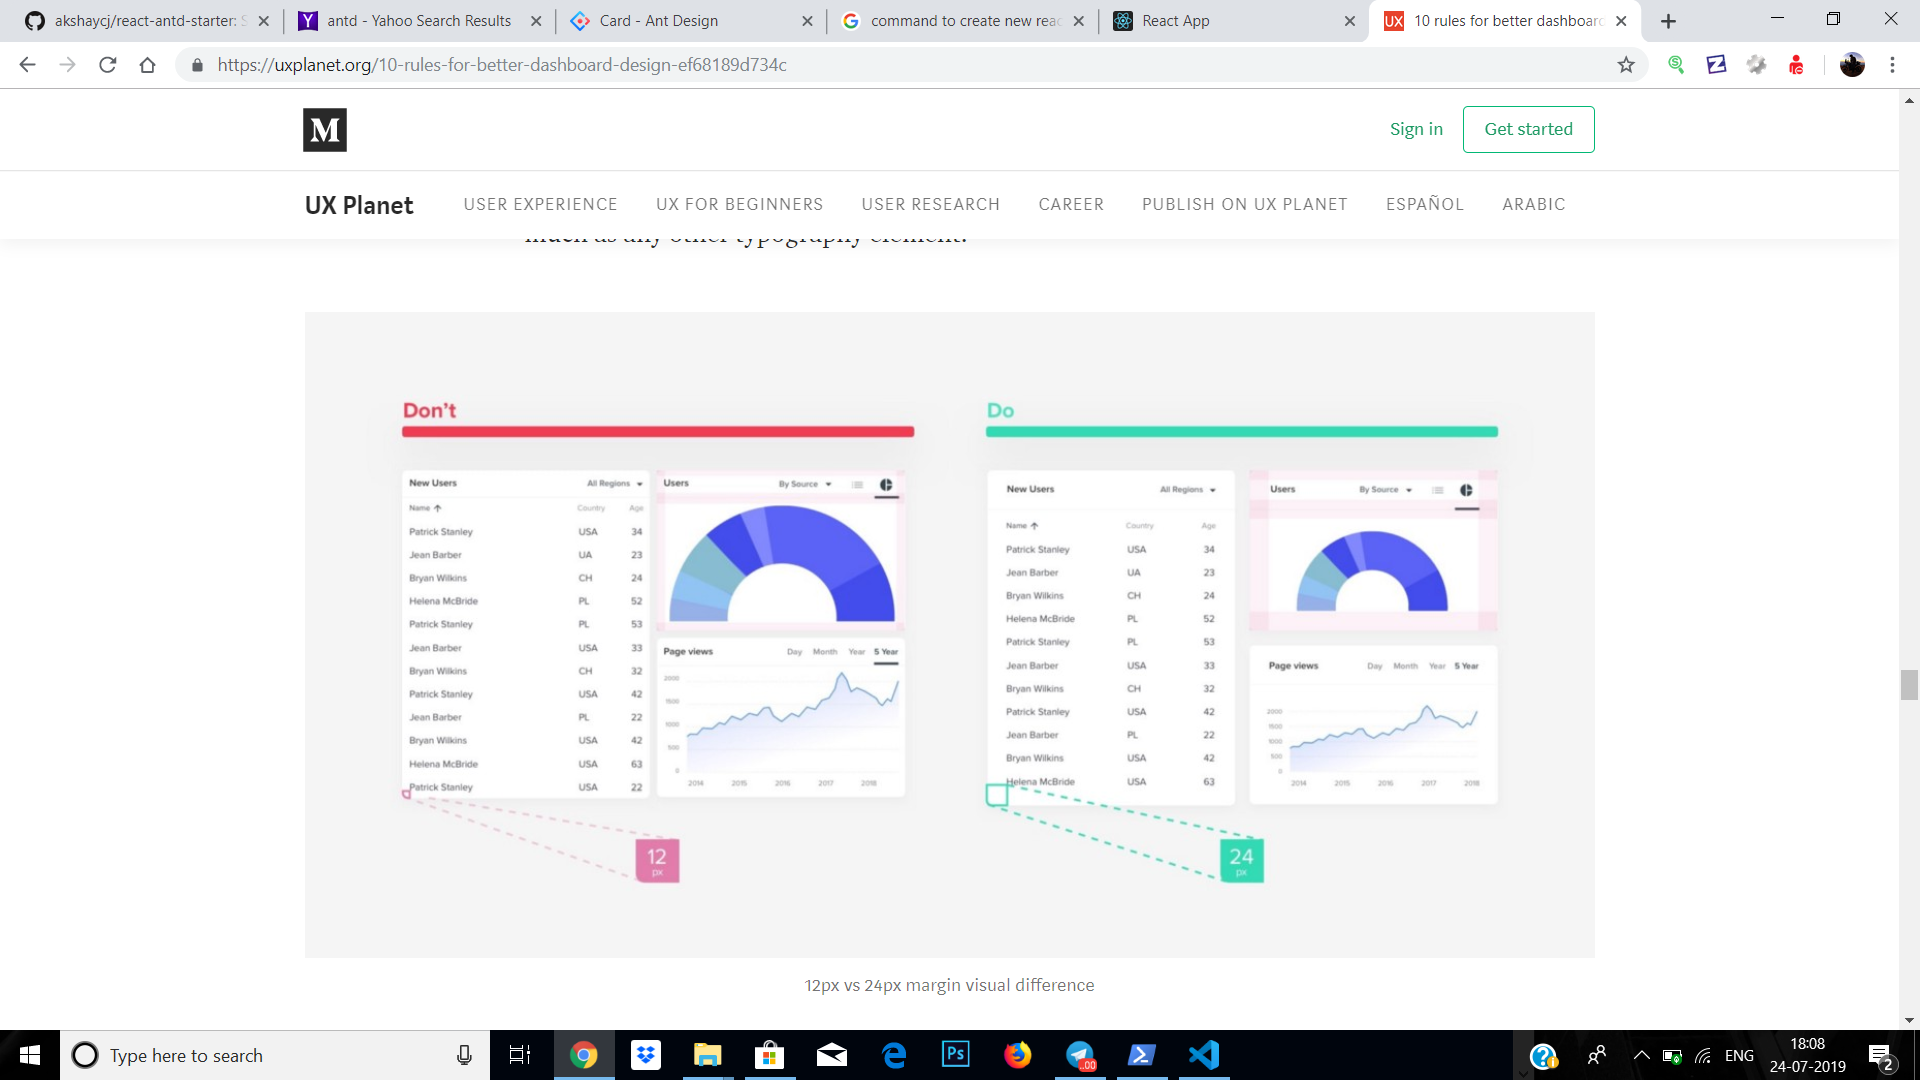 akshaycj/react-antd-starter: S
antd - Yahoo Search Results
Card - Ant Design
command to create new reac
React App
UX
10 rules for better dashboard
https://uxplanet.org/10-rules-for-better-dashboard-design-ef68189d734c
M
Sign in
Get started
UX Planet
USER EXPERIENCE
UX FOR BEGINNERS
USER RESEARCH
CAREER
PUBLISH ON UX PLANET
ESPAÑOL
ARABIC
much as any other typography element.
Don't
New Users All Regions
Name Country Age
Patrick Stanley USA 34
Jean Barber UA 23
Bryan Wilkins CH 24
Helena McBride PL 52
Patrick Stanley PL 53
Jean Barber USA 33
Bryan Wilkins CH 32
Patrick Stanley USA 42
Jean Barber PL 22
Bryan Wilkins USA 42
Helena McBride USA 63
Patrick Stanley USA 22
Users By Source
Page views Day Month Year 5 Year
2000
1500
1000
500
0
2014 2015 2016 2017 2018
12
px
Do
New Users All Regions
Name Country Age
Patrick Stanley USA 34
Jean Barber UA 23
Bryan Wilkins CH 24
Helena McBride PL 52
Patrick Stanley PL 53
Jean Barber USA 33
Bryan Wilkins CH 32
Patrick Stanley USA 42
Jean Barber PL 22
Bryan Wilkins USA 42
Helena McBride USA 63
Users By Source
Page views Day Month Year 5 Year
2000
1500
1000
500
0
2014 2015 2016 2017 2018
24
px
12px vs 24px margin visual difference
Type here to search
Ps
.00
ENG
18:08
24-07-2019
2